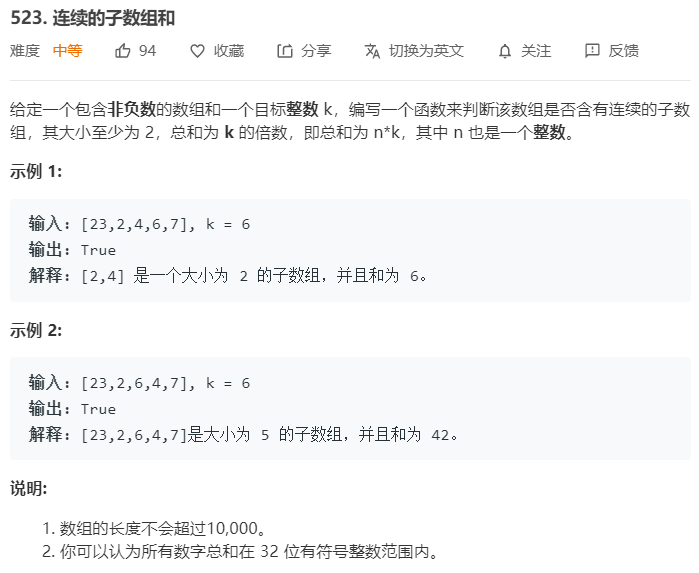 523. 连续的子数组和
难度 中等 94 收藏 分享 切换为英文 关注 反馈
给定一个包含非负数的数组和一个目标整数 k，编写一个函数来判断该数组是否含有连续的子数
组，其大小至少为 2，总和为 k 的倍数，即总和为 n*k，其中 n 也是一个整数。
示例 1:
输入: [23,2,4,6,7], k = 6
输出: True
解释: [2,4] 是一个大小为 2 的子数组，并且和为 6。
示例 2:
输入: [23,2,6,4,7], k = 6
输出: True
解释: [23,2,6,4,7]是大小为 5 的子数组，并且和为 42。
说明:
1. 数组的长度不会超过10,000。
2. 你可以认为所有数字总和在 32 位有符号整数范围内。